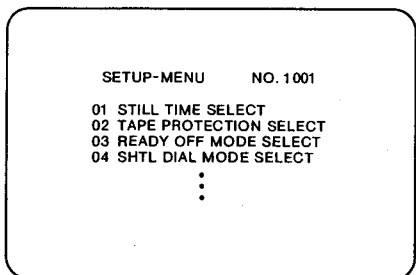 SETUP-MENU NO. 1001
01 STILL TIME SELECT
02 TAPE PROTECTION SELECT
03 READY OFF MODE SELECT
04 SHTL DIAL MODE SELECT